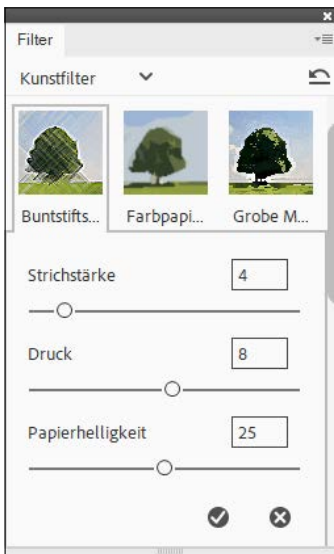 Filter
Kunstfilter
Buntstifts... Farbpapi... Grobe M...
Strichstärke 4
Druck 8
Papierhelligkeit 25